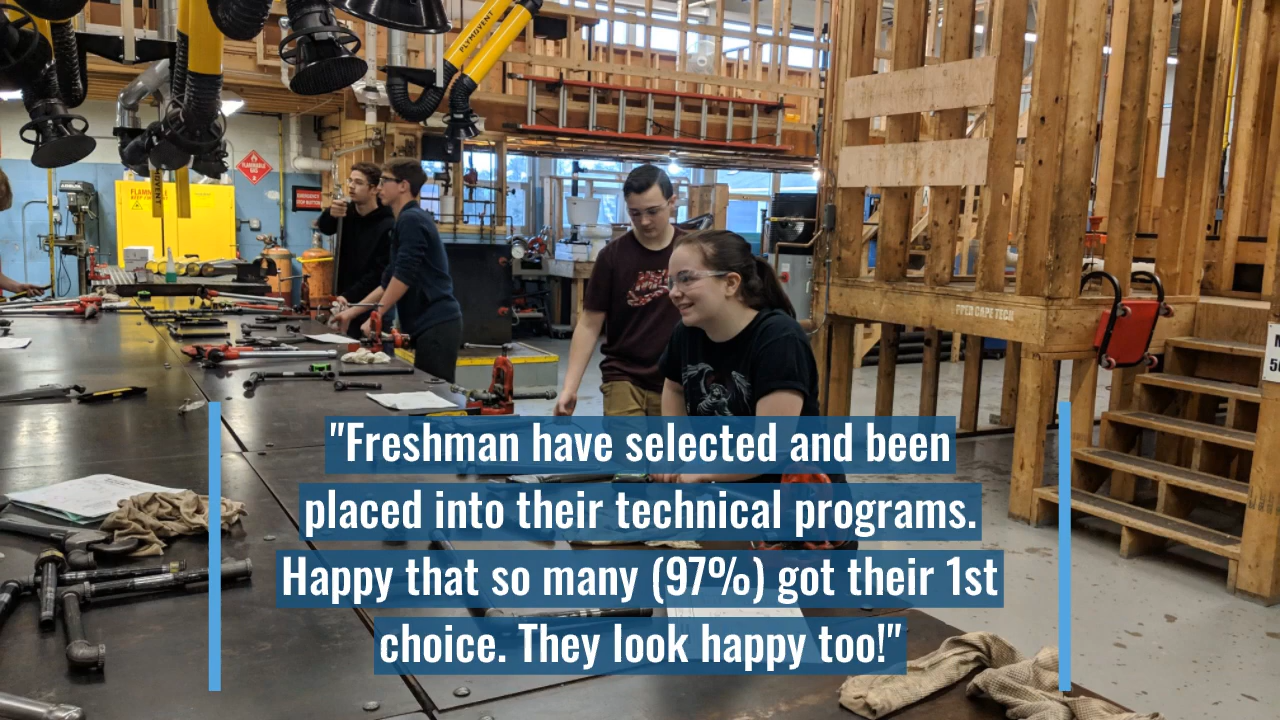 PLYMOVENT
FLAMMABLE
GAS
"Freshman have selected and been
placed into their technical programs.
Happy that so many (97%) got their 1st
choice. They look happy too!"